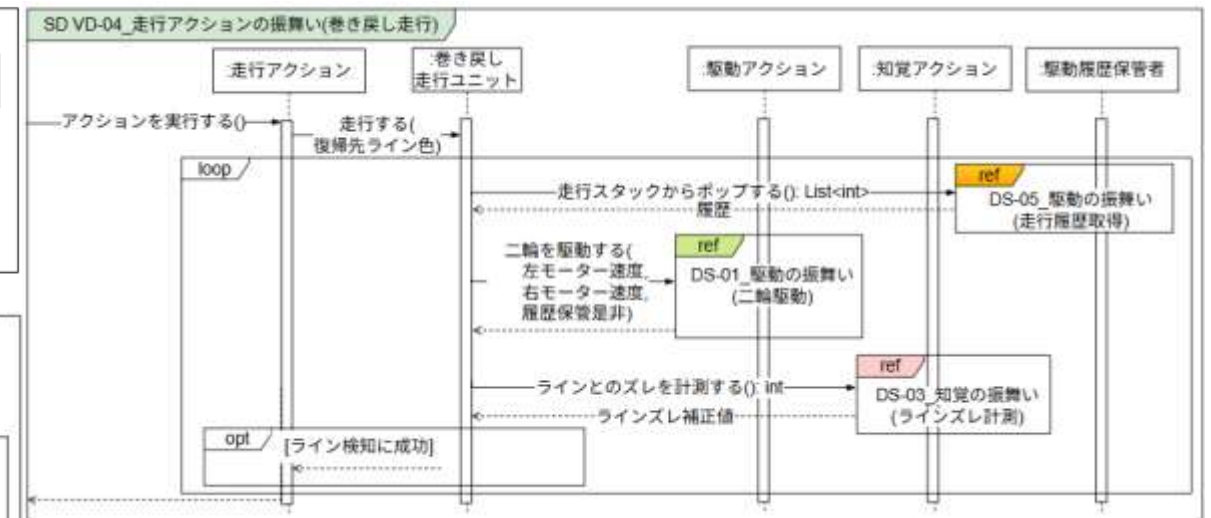 SD VD-04_走行アクションの振舞い(巻き戻し走行)
:走行アクション
:巻き戻し
走行ユニット
:駆動アクション
:知覚アクション
:駆動履歴保管者
アクションを実行する()
走行する(
復帰先ライン色)
loop
ref
走行スタックからポップする(): List<int>
DS-05_駆動の振舞い
(走行履歴取得)
履歴
ref
二輪を駆動する(
左モーター速度,
右モーター速度,
履歴保管是非)
DS-01_駆動の振舞い
(二輪駆動)
ref
ラインとのズレを計測する(): int
DS-03_知覚の振舞い
(ラインズレ計測)
ラインズレ補正値
opt
[ライン検知に成功]